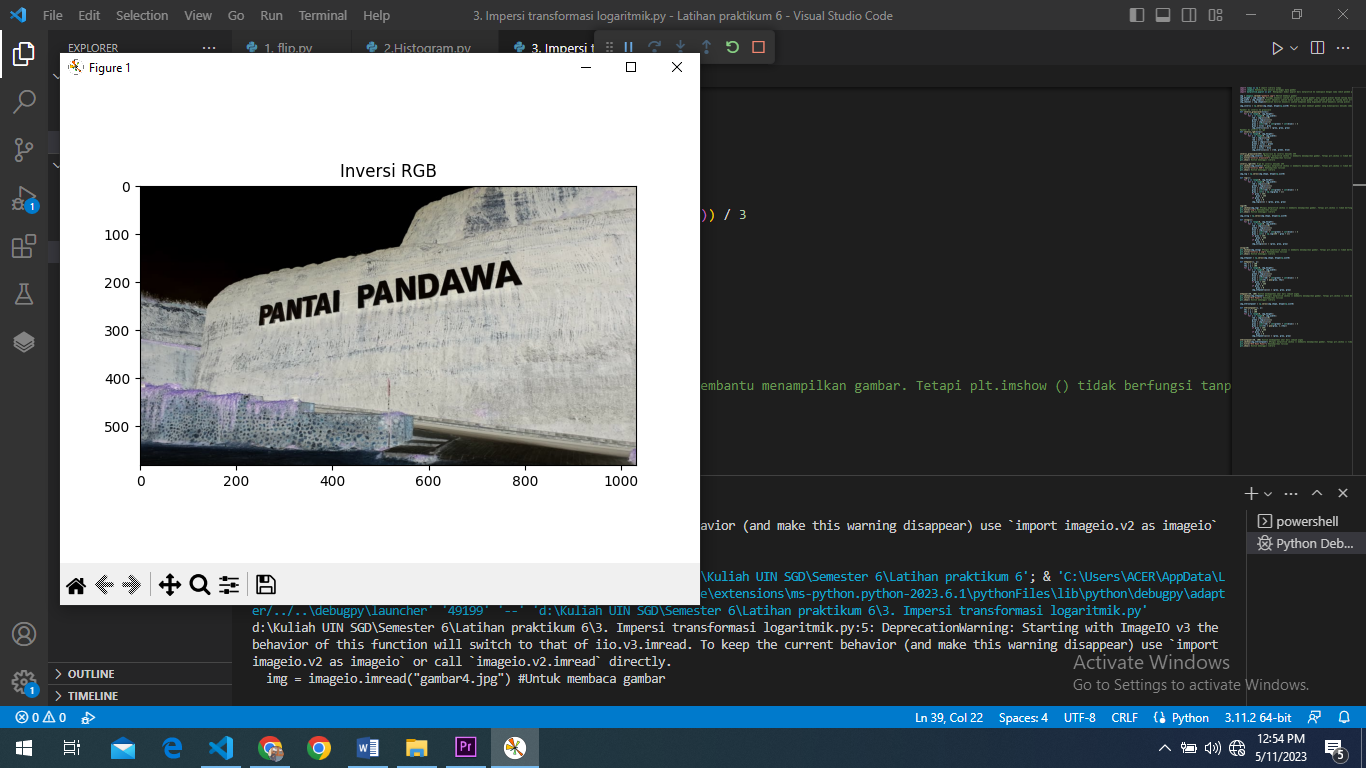 File Edit Selection View Go Run Terminal Help
3. Impersi transformasi logaritmik.py - Latihan praktikum 6 - Visual Studio Code
EXPLORER
1. flip.py
2.Histogram.py
3. Impersi t
Figure 1
Inversi RGB
0
100
200
300
400
500
0 200 400 600 800 1000
PANTAI PANDAWA
)) / 3
embantu menampilkan gambar. Tetapi plt.imshow () tidak berfungsi tanp
avior (and make this warning disappear) use `import imageio.v2 as imageio`
\Kuliah UIN SGD\Semester 6\Latihan praktikum 6'; & 'C:\Users\ACER\AppData\L
e\extensions\ms-python.python-2023.6.1\pythonFiles\lib\python\debugpy\adapt
er/../..\debugpy\launcher' '49199' '--' 'd:\Kuliah UIN SGD\Semester 6\Latihan praktikum 6\3. Impersi transformasi logaritmik.py'
d:\Kuliah UIN SGD\Semester 6\Latihan praktikum 6\3. Impersi transformasi logaritmik.py:5: DeprecationWarning: Starting with ImageIO v3 the
behavior of this function will switch to that of iio.v3.imread. To keep the current behavior (and make this warning disappear) use `import
imageio.v2 as imageio` or call `imageio.v2.imread` directly.
img = imageio.imread("gambar4.jpg") #Untuk membaca gambar
powershell
Python Deb...
OUTLINE
TIMELINE
Activate Windows
Go to Settings to activate Windows.
1
1
0 0
Ln 39, Col 22 Spaces: 4 UTF-8 CRLF Python 3.11.2 64-bit
12:54 PM
5/11/2023
5